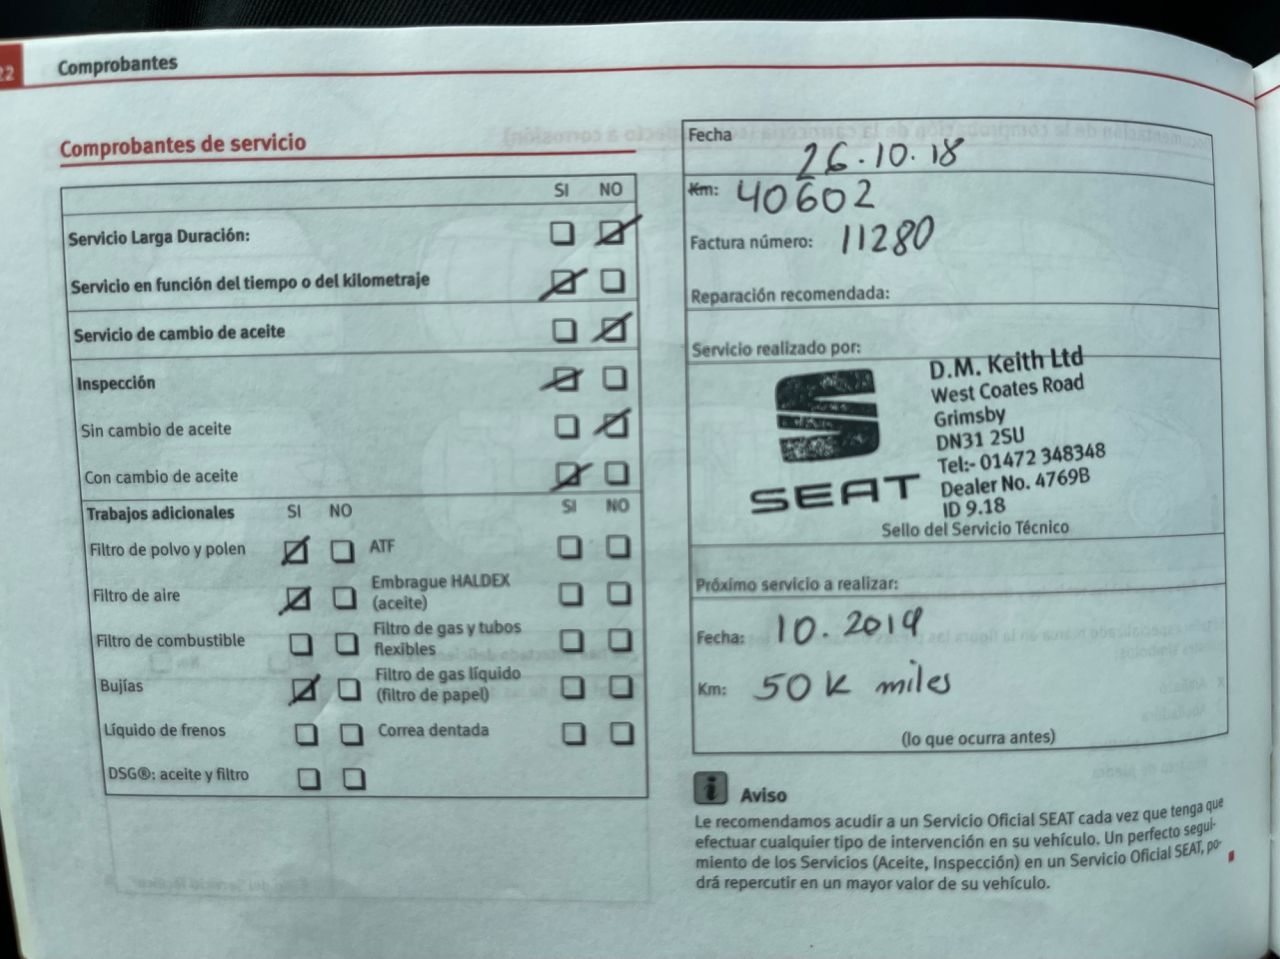 22 Comprobantes
Comprobantes de servicio
SI NO
Servicio Larga Duración:
Servicio en función del tiempo o del kilometraje
Servicio de cambio de aceite
Inspección
Sin cambio de aceite
Con cambio de aceite
Trabajos adicionales SI NO SI NO
Filtro de polvo y polen ATF
Filtro de aire Embrague HALDEX
(aceite)
Filtro de combustible Filtro de gas y tubos
flexibles
Bujías Filtro de gas líquido
(filtro de papel)
Líquido de frenos Correa dentada
DSG®: aceite y filtro
Fecha
26.10.18
Km: 40602
Factura número: 11280
Reparación recomendada:
Servicio realizado por:
SEAT
D.M. Keith Ltd
West Coates Road
Grimsby
DN31 2SU
Tel:- 01472 348348
Dealer No. 4769B
ID 9.18
Sello del Servicio Técnico
Próximo servicio a realizar:
Fecha: 10.2019
Km: 50K miles
(lo que ocurra antes)
i Aviso
Le recomendamos acudir a un Servicio Oficial SEAT cada vez que tenga que
efectuar cualquier tipo de intervención en su vehículo. Un perfecto segui-
miento de los Servicios (Aceite, Inspección) en un Servicio Oficial SEAT, po-
drá repercutir en un mayor valor de su vehículo.